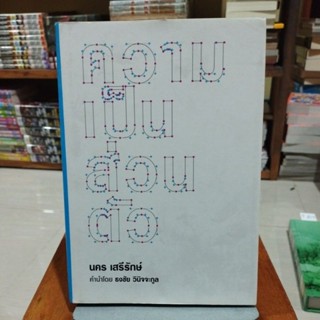 ความ
เป็น
ส่วน
ตัว
นคร เสรีรักษ์
คำนำโดย ธงชัย วินิจจะกูล